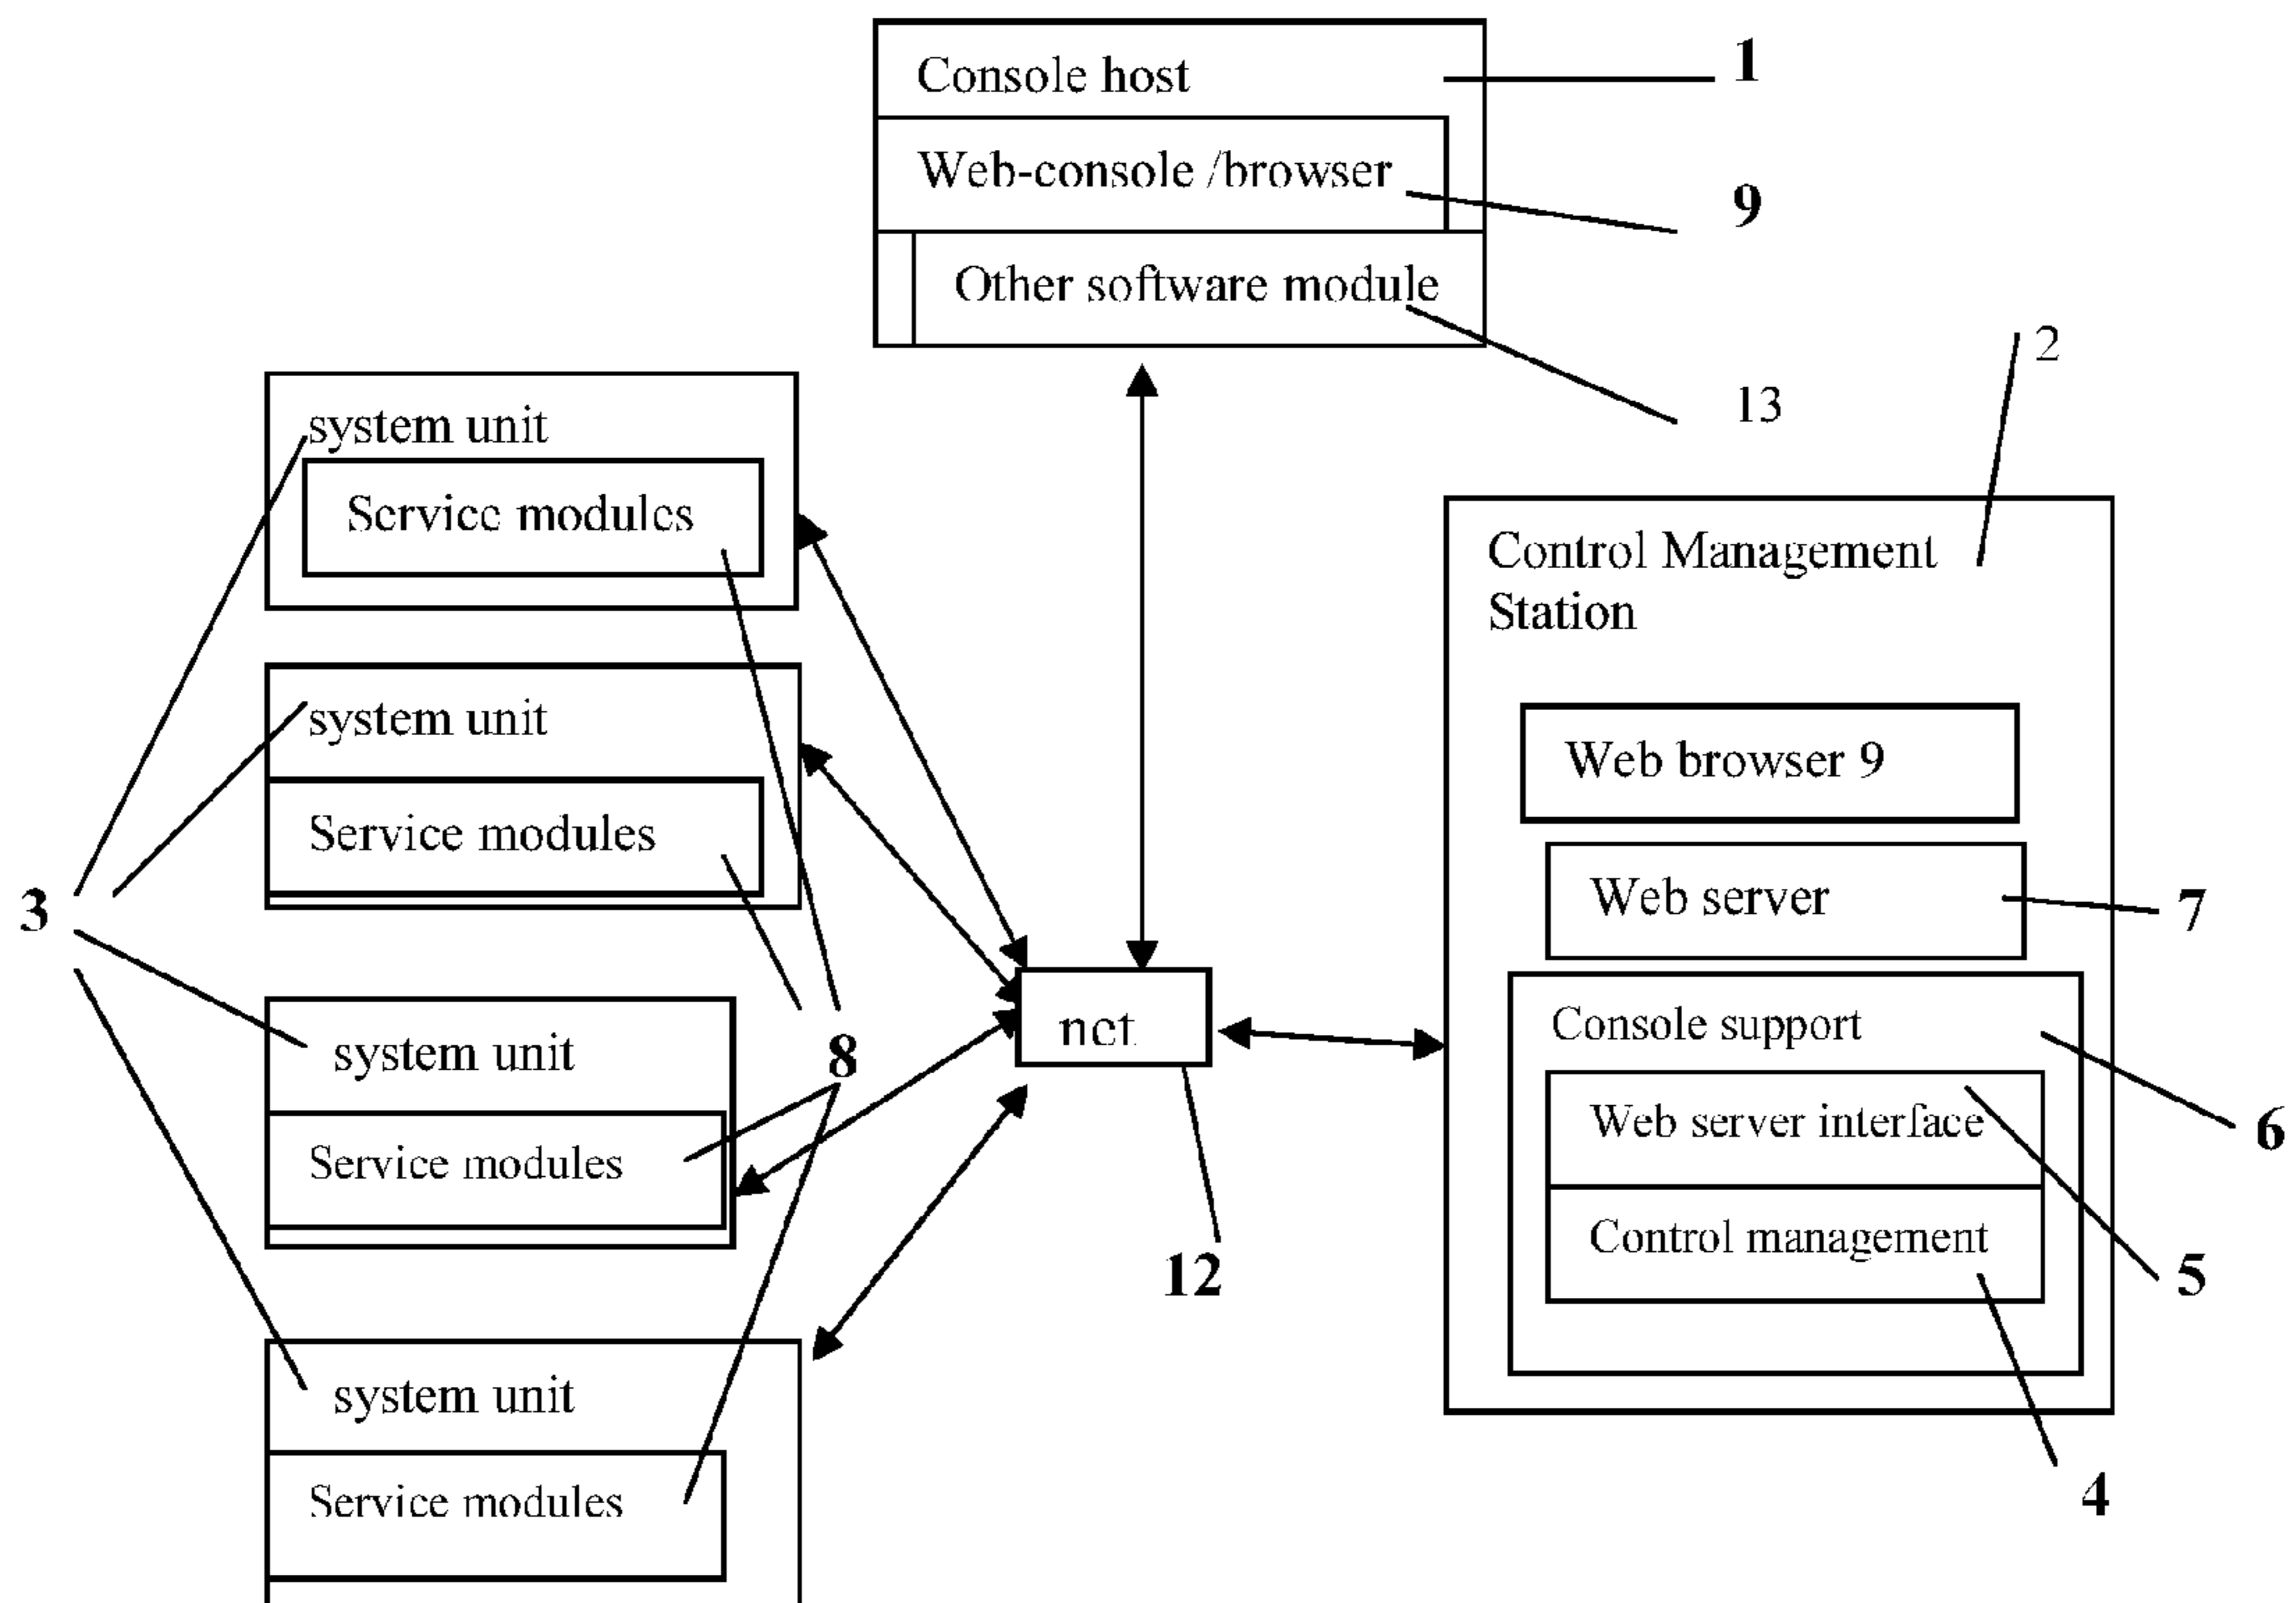 Console host
1
Web-console /browser
9
Other software module
13
2
system unit
Service modules
system unit
Service modules
3
system unit
Service modules
system unit
Service modules
8
net
12
Control Management
Station
Web browser 9
Web server
7
Console support
6
Web server interface
5
Control management
4